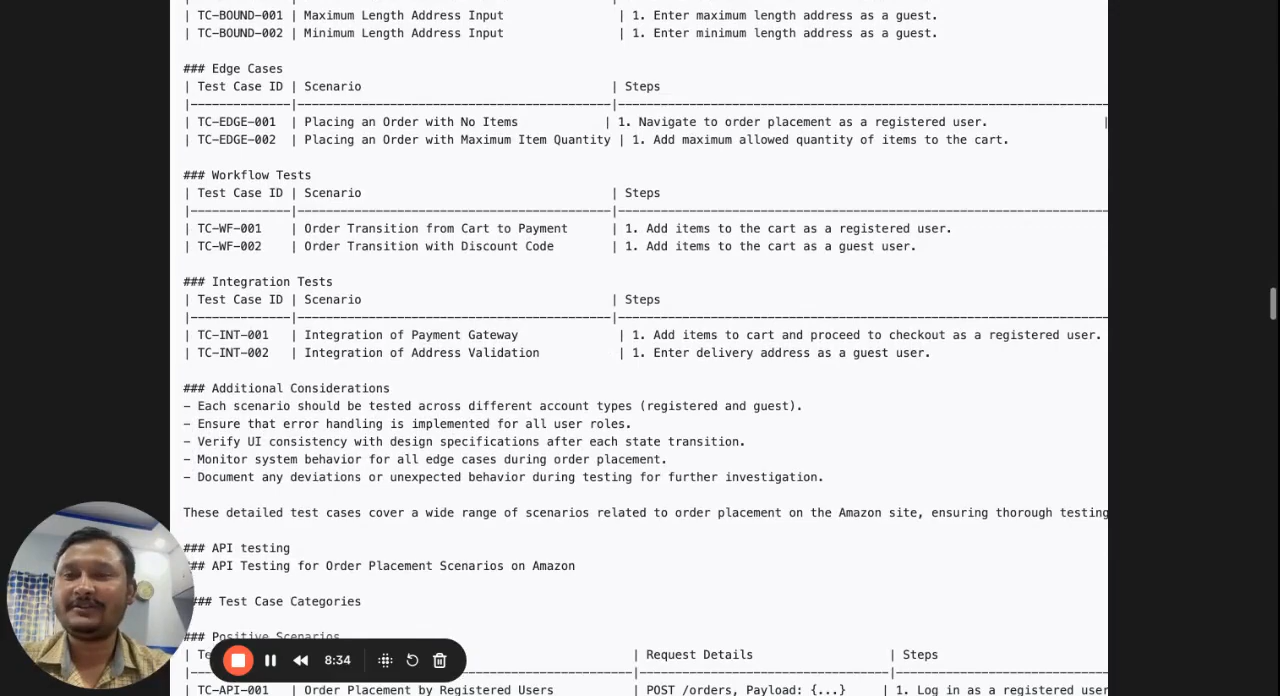 | TC-BOUND-001 | Maximum Length Address Input | 1. Enter maximum length address as a guest.
| TC-BOUND-002 | Minimum Length Address Input | 1. Enter minimum length address as a guest.
### Edge Cases
| Test Case ID | Scenario | Steps
|--------------|--------------------------------------------|---------------------------------------------------------------------
| TC-EDGE-001 | Placing an Order with No Items | 1. Navigate to order placement as a registered user. |
| TC-EDGE-002 | Placing an Order with Maximum Item Quantity | 1. Add maximum allowed quantity of items to the cart.
### Workflow Tests
| Test Case ID | Scenario | Steps
|--------------|--------------------------------------------|---------------------------------------------------------------------
| TC-WF-001 | Order Transition from Cart to Payment | 1. Add items to the cart as a registered user.
| TC-WF-002 | Order Transition with Discount Code | 1. Add items to the cart as a guest user.
### Integration Tests
| Test Case ID | Scenario | Steps
|--------------|--------------------------------------------|---------------------------------------------------------------------
| TC-INT-001 | Integration of Payment Gateway | 1. Add items to cart and proceed to checkout as a registered user.
| TC-INT-002 | Integration of Address Validation | 1. Enter delivery address as a guest user.
### Additional Considerations
- Each scenario should be tested across different account types (registered and guest).
- Ensure that error handling is implemented for all user roles.
- Verify UI consistency with design specifications after each state transition.
- Monitor system behavior for all edge cases during order placement.
- Document any deviations or unexpected behavior during testing for further investigation.
These detailed test cases cover a wide range of scenarios related to order placement on the Amazon site, ensuring thorough testing
### API testing
## API Testing for Order Placement Scenarios on Amazon
### Test Case Categories
### Positive Scenarios
| Request Details | Steps
| TC-API-001 | Order Placement by Registered Users | POST /orders, Payload: {...} | 1. Log in as a registered user
8:34